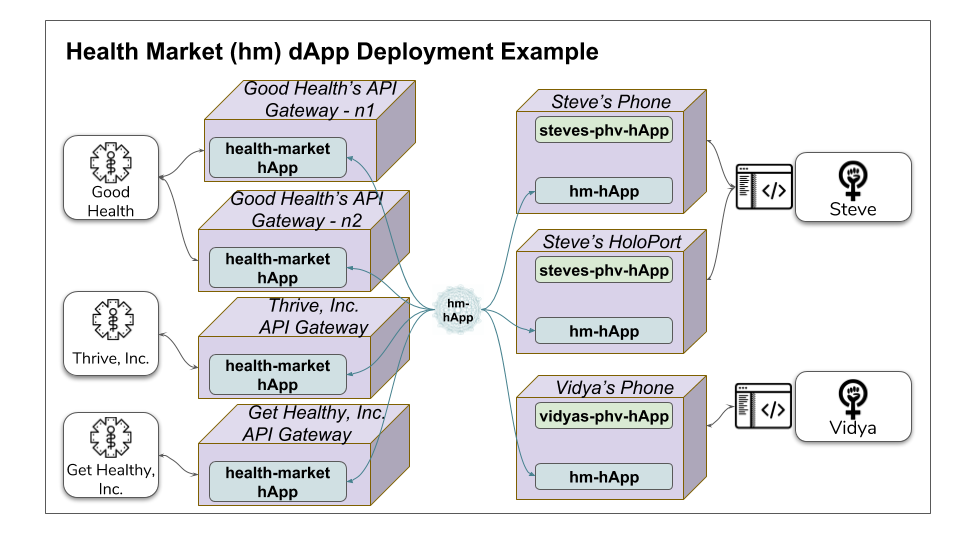 Health Market (hm) dApp Deployment Example
Good Health's API
Gateway - n1
health-market
hApp
Good
Health
Good Health's API
Gateway - n2
health-market
hApp
Thrive, Inc.
Thrive, Inc.
API Gateway
health-market
hApp
Get Healthy,
Inc.
Get Healthy, Inc.
API Gateway
health-market
hApp
hm-
hApp
Steve's Phone
steves-phv-hApp
hm-hApp
</>
Steve
Steve's HoloPort
steves-phv-hApp
hm-hApp
Vidya's Phone
vidyas-phv-hApp
hm-hApp
</>
Vidya